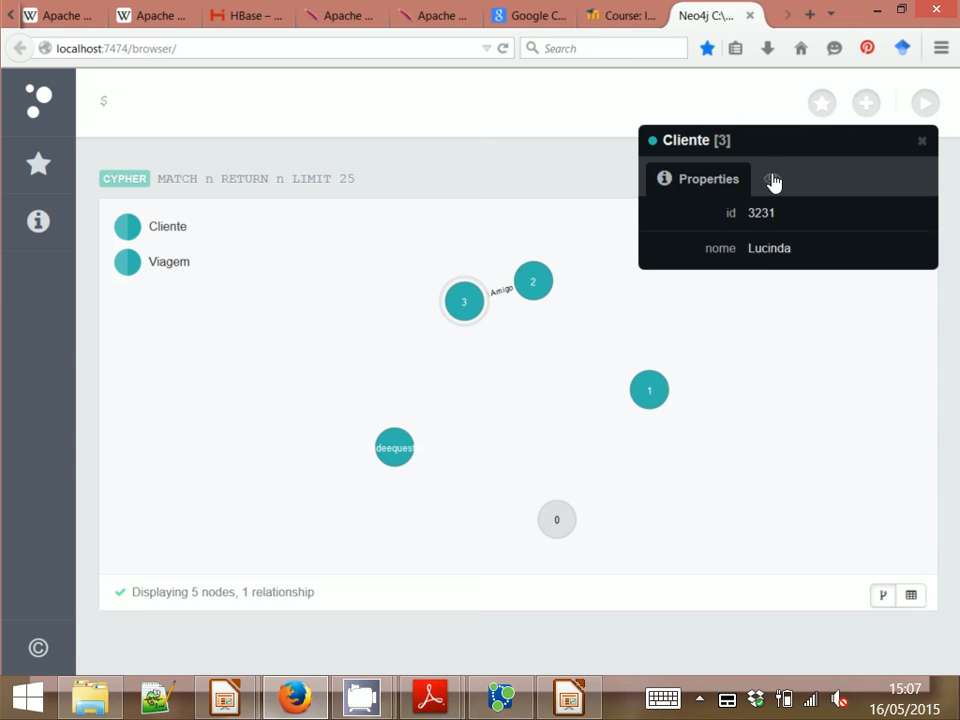 Apache ...
Apache ...
HBase – ...
Apache ...
Apache ...
Google C...
Course: I...
Neo4j C:\...
localhost:7474/browser/
Search
$
Cliente [3]
Properties
id 3231
nome Lucinda
CYPHER MATCH n RETURN n LIMIT 25
Cliente
Viagem
3
Amigo
2
1
deequest
0
Displaying 5 nodes, 1 relationship
©
15:07
16/05/2015